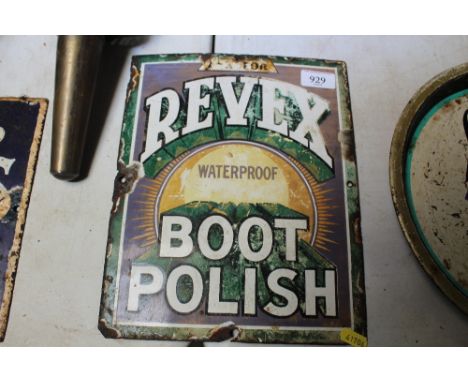 929
REVEX
WATERPROOF
BOOT
POLISH